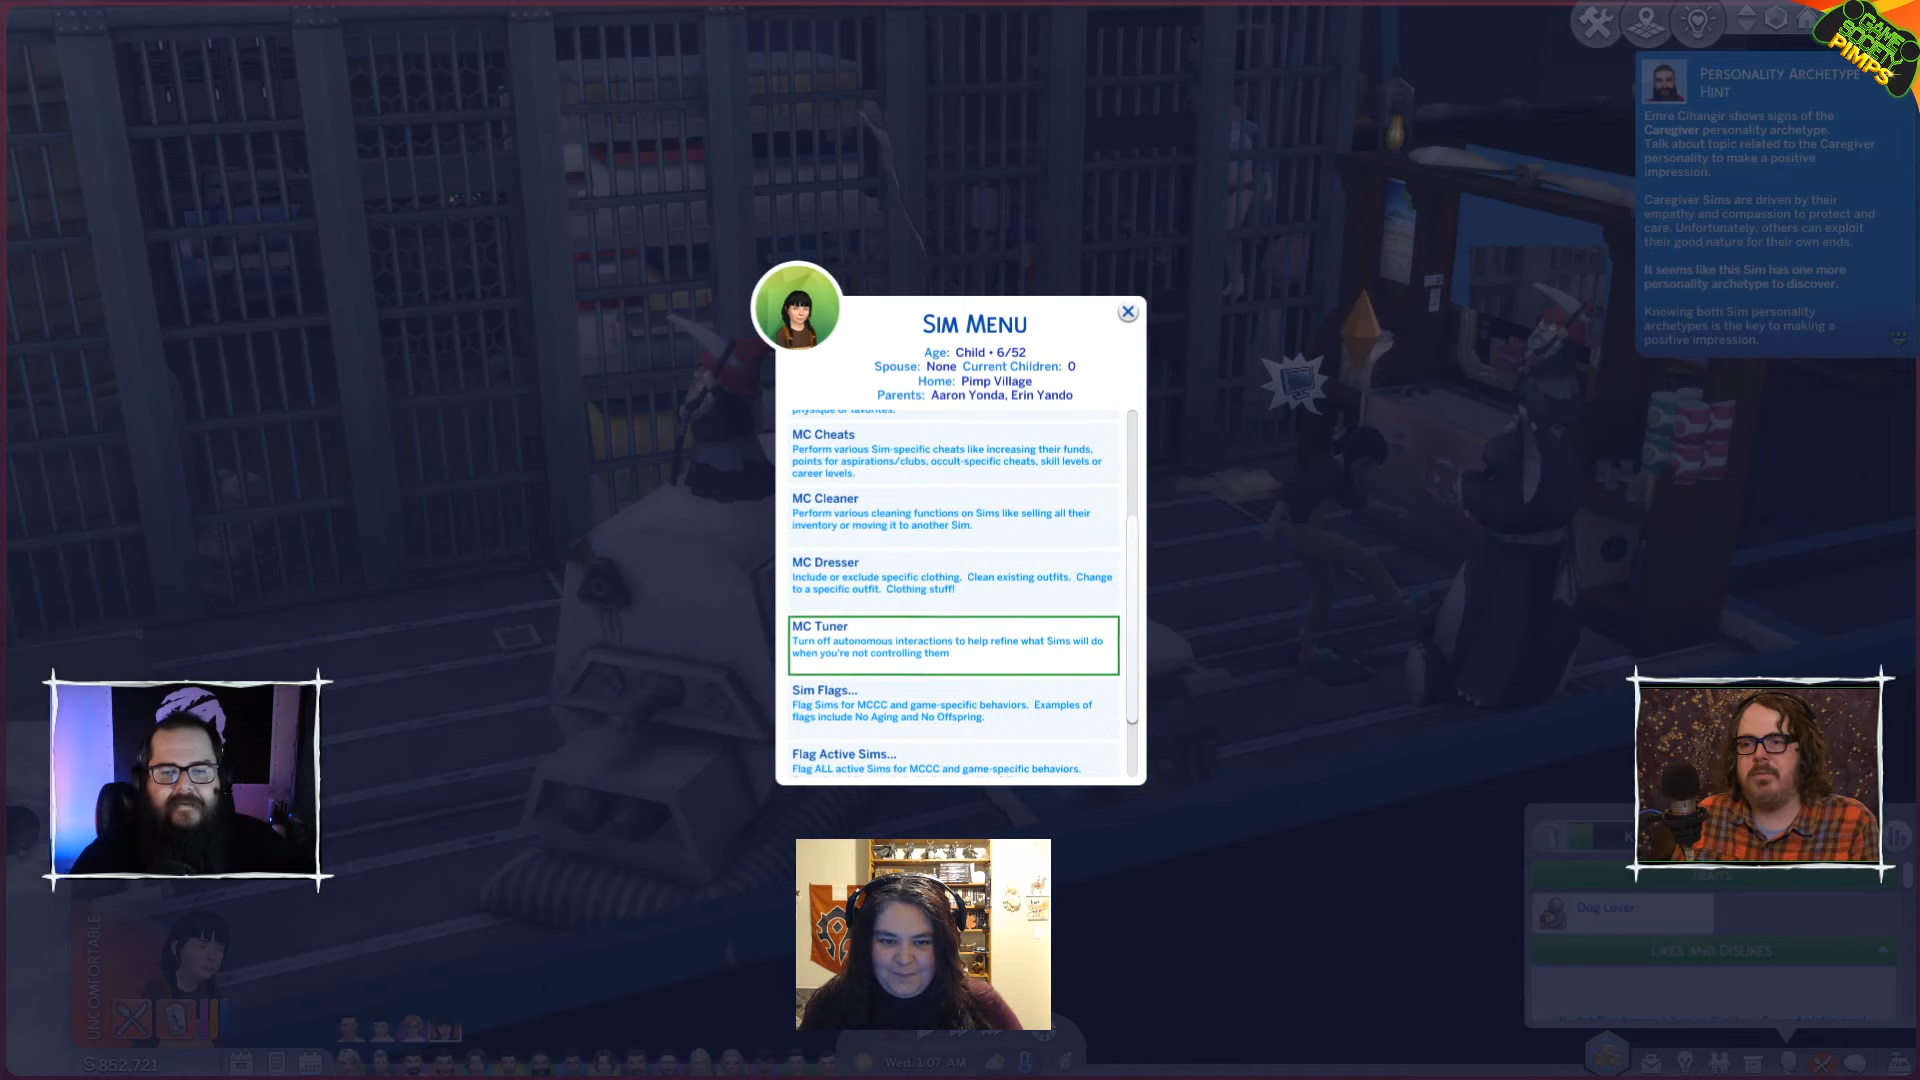 GAME
SOCIETY
PIMPS
PERSONALITY ARCHETYPE
HINT
Emre Cihangir shows signs of the
Caregiver personality archetype.
Talk about topic related to the Caregiver
personality to make a positive
impression.
Caregiver Sims are driven by their
empathy and compassion to protect and
care. Unfortunately, others can exploit
their good nature for their own ends.
It seems like this Sim has one more
personality archetype to discover.
Knowing both Sim personality
archetypes is the key to making a
positive impression.
SIM MENU
Age: Child • 6/52
Spouse: None Current Children: 0
Home: Pimp Village
Parents: Aaron Yonda, Erin Yando
physique or favorites.
MC Cheats
Perform various Sim-specific cheats like increasing their funds,
points for aspirations/clubs, occult-specific cheats, skill levels or
career levels.
MC Cleaner
Perform various cleaning functions on Sims like selling all their
inventory or moving it to another Sim.
MC Dresser
Include or exclude specific clothing. Clean existing outfits. Change
to a specific outfit. Clothing stuff!
MC Tuner
Turn off autonomous interactions to help refine what Sims will do
when you're not controlling them
Sim Flags...
Flag Sims for MCCC and game-specific behaviors. Examples of
flags include No Aging and No Offspring.
Flag Active Sims...
Flag ALL active Sims for MCCC and game-specific behaviors.
TRAITS
Dog Lover
LIKES AND DISLIKES
UNCOMFORTABLE
$852,721
Wed. 1:07 AM